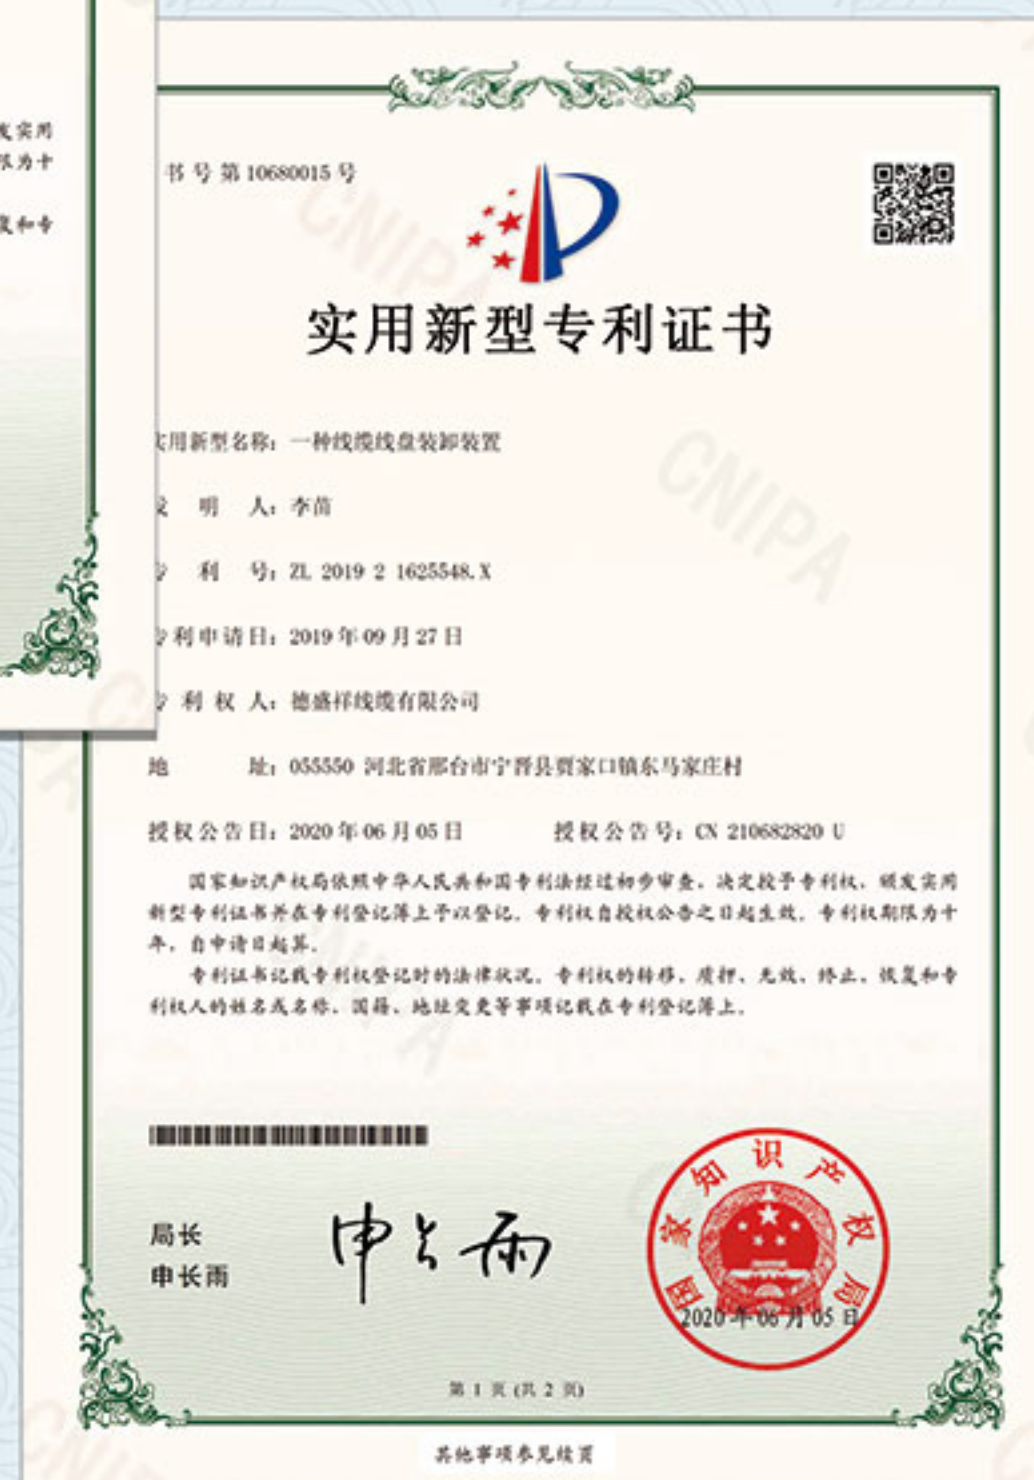 发实用
限为十
复和专
书号第10680015号
实用新型专利证书
实用新型名称：一种线缆线盘装卸装置
发明人：李苗
专利号：ZL 2019 2 1625548.X
专利申请日：2019年09月27日
专利权人：德盛祥线缆有限公司
地址：055550 河北省邢台市宁晋县贾家口镇东马家庄村
授权公告日：2020年06月05日 授权公告号：CN 210682820 U
国家知识产权局依照中华人民共和国专利法经过初步审查，决定授予专利权，颁发实用
新型专利证书并在专利登记簿上予以登记。专利权自授权公告之日起生效。专利权期限为十
年，自申请日起算。
专利证书记载专利权登记时的法律状况。专利权的转移、质押、无效、终止、恢复和专
利权人的姓名或名称、国籍、地址变更等事项记载在专利登记簿上。
局长
申长雨
申长雨
国家知识产权局
2020年06月05日
第 1 页 (共 2 页)
其他事项参见续页
CNIPA
CNIPA